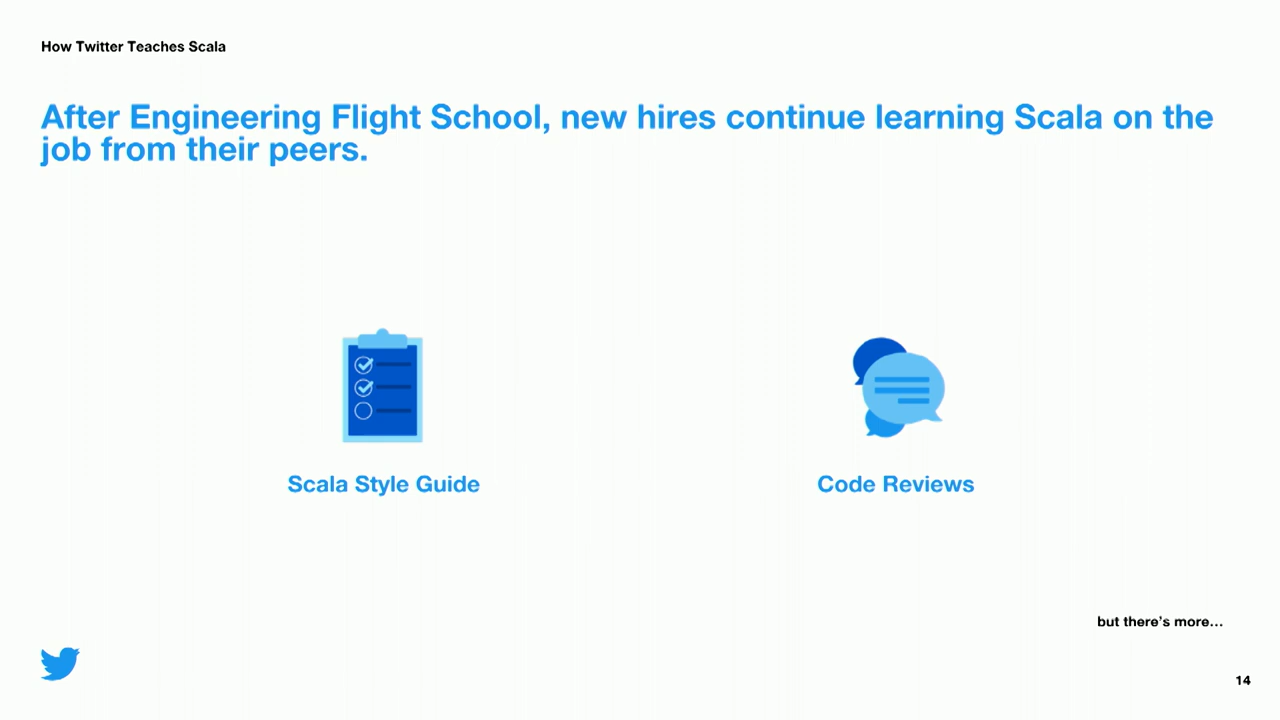 How Twitter Teaches Scala
After Engineering Flight School, new hires continue learning Scala on the
job from their peers.
Scala Style Guide
Code Reviews
but there's more...
14